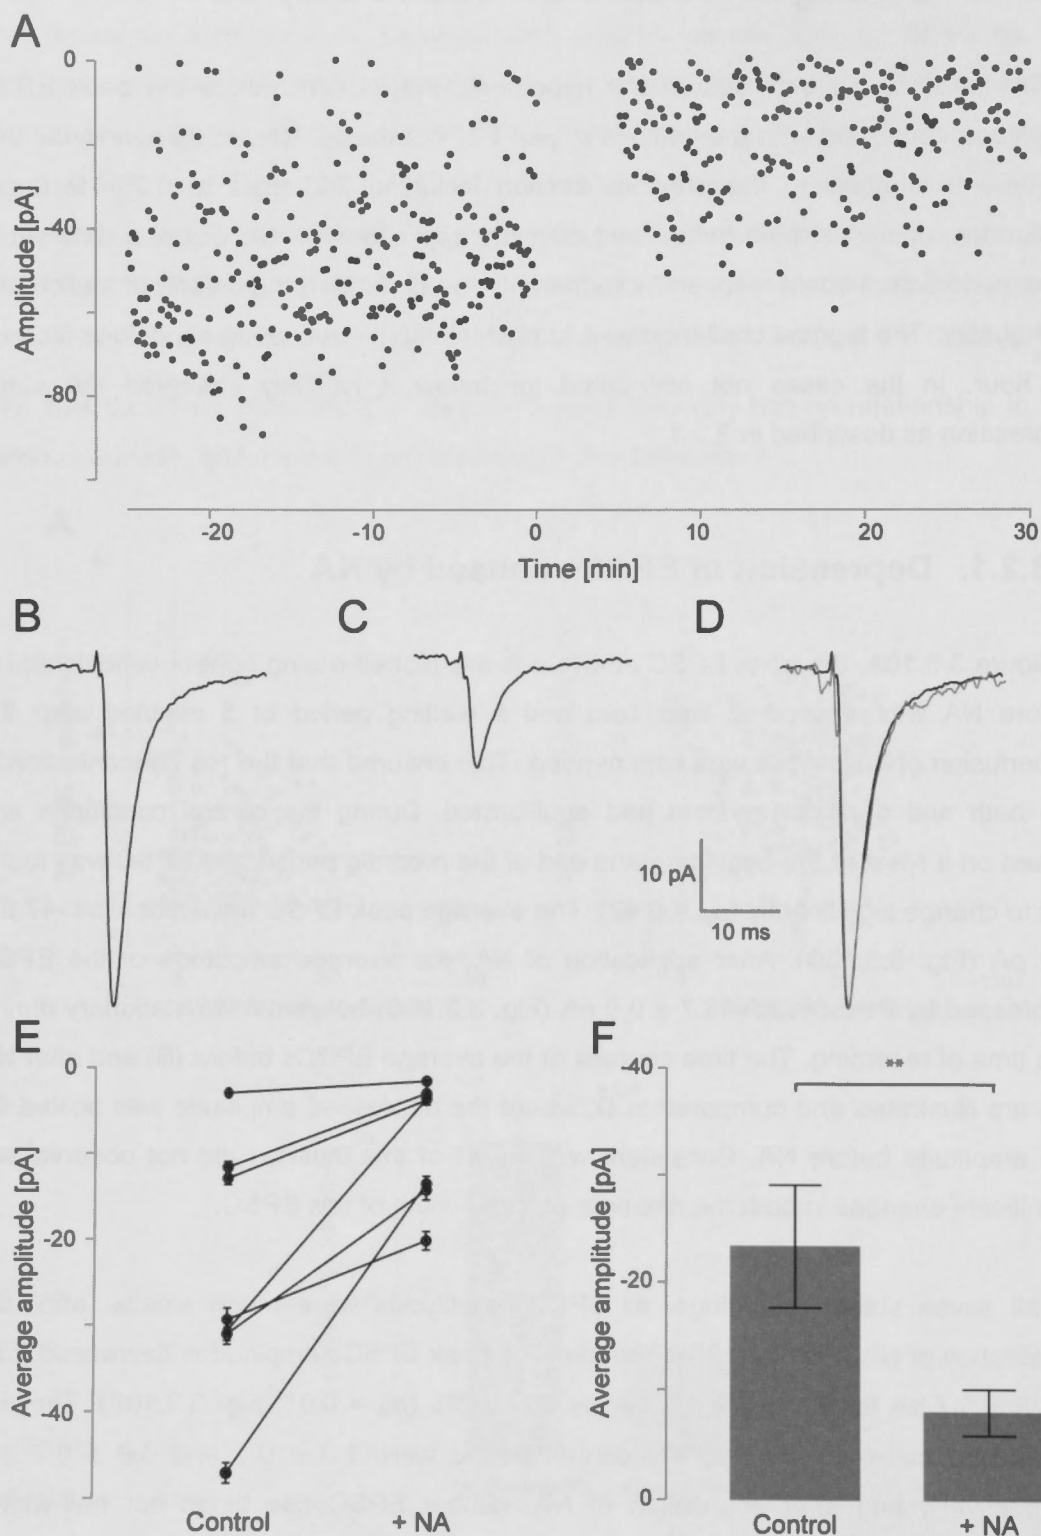 A
0
-40
-80
Amplitude [pA]
-20
-10
0
10
20
30
Time [min]
B
C
D
10 pA
10 ms
E
0
-20
-40
Average amplitude [pA]
Control
+ NA
F
-40
-20
0
Average amplitude [pA]
**
Control
+ NA